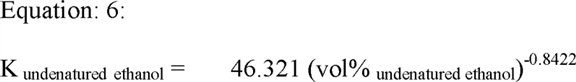 Equation: 6:
K undenatured ethanol = 46.321 (vol% undenatured ethanol)-0.8422